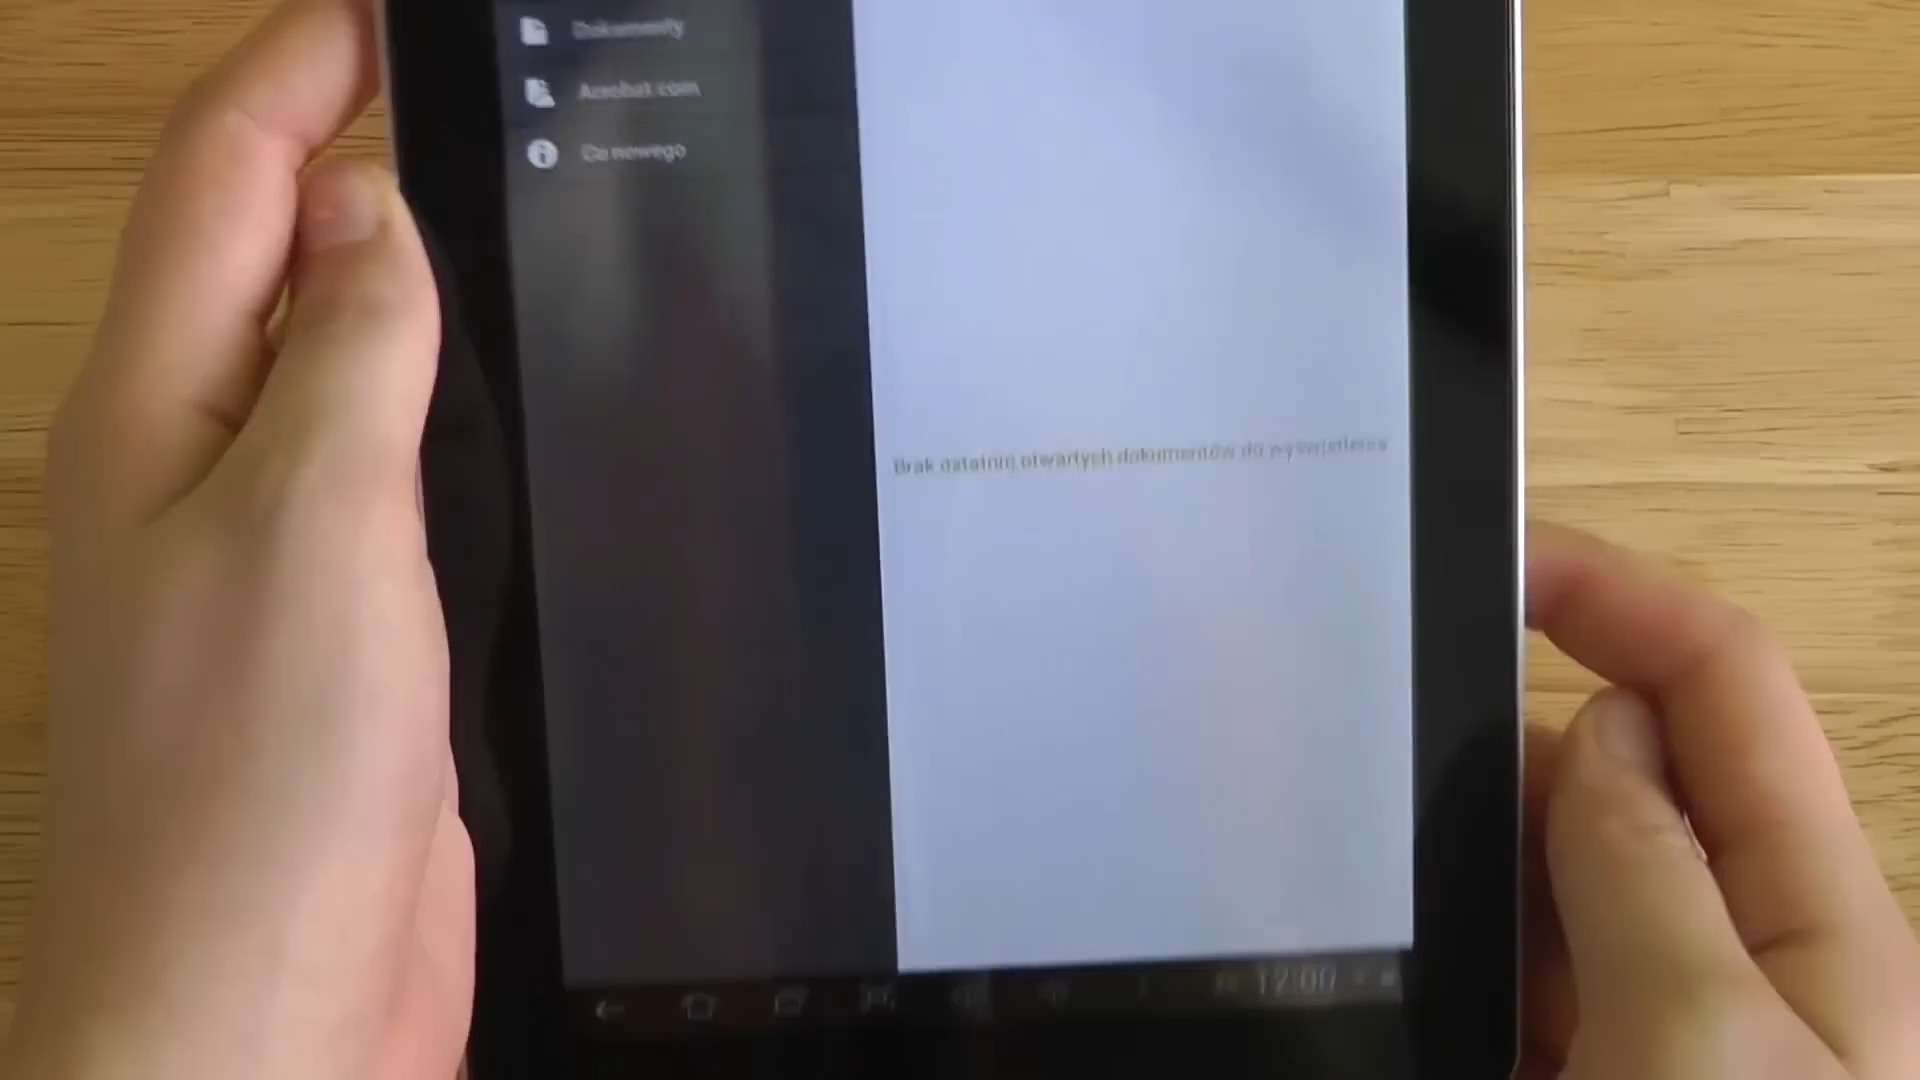 Dokumenty
Acrobat.com
Co nowego
Brak ostatnio otwartych dokumentów do wyświetlenia
12:00